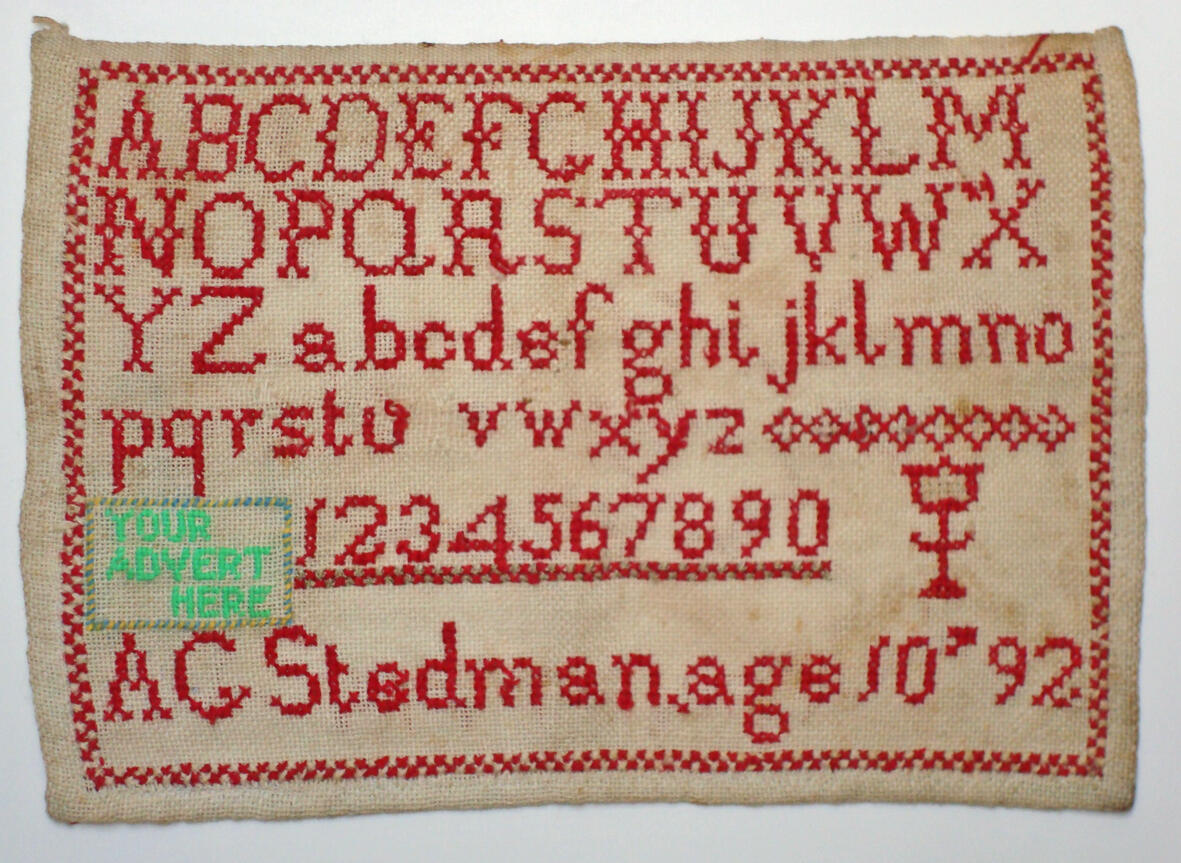 ABCDEFGHIJKLM
NOPQRSTUVWX
YZ abcdefghijklmno
pqrstu vwxyz
1234567890
YOUR
ADVERT
HERE
AG Stedman. age 10 " 92